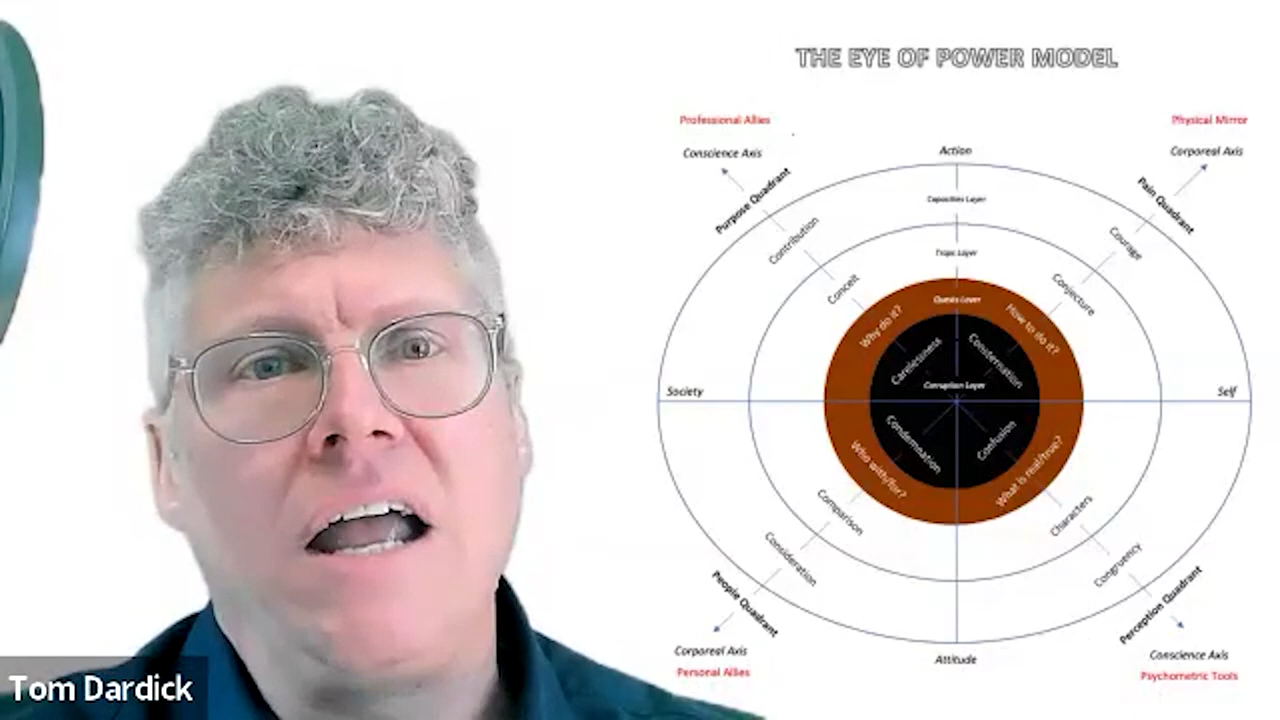 THE EYE OF POWER MODEL
Professional Allies
Physical Mirror
Conscience Axis
Action
Corporeal Axis
Purpose Quadrant
Pain Quadrant
Capacities Layer
Contribution
Courage
Tropic Layer
Conceit
Conjecture
Quests Layer
Why do it?
How to do it?
Carelessness
Consternation
Corruption Layer
Society
Self
Condemnation
Confusion
Who with/for?
What is real/true?
Comparison
Characters
Consideration
Congruency
People Quadrant
Perception Quadrant
Corporeal Axis
Attitude
Conscience Axis
Personal Allies
Psychometric Tools
Tom Dardick